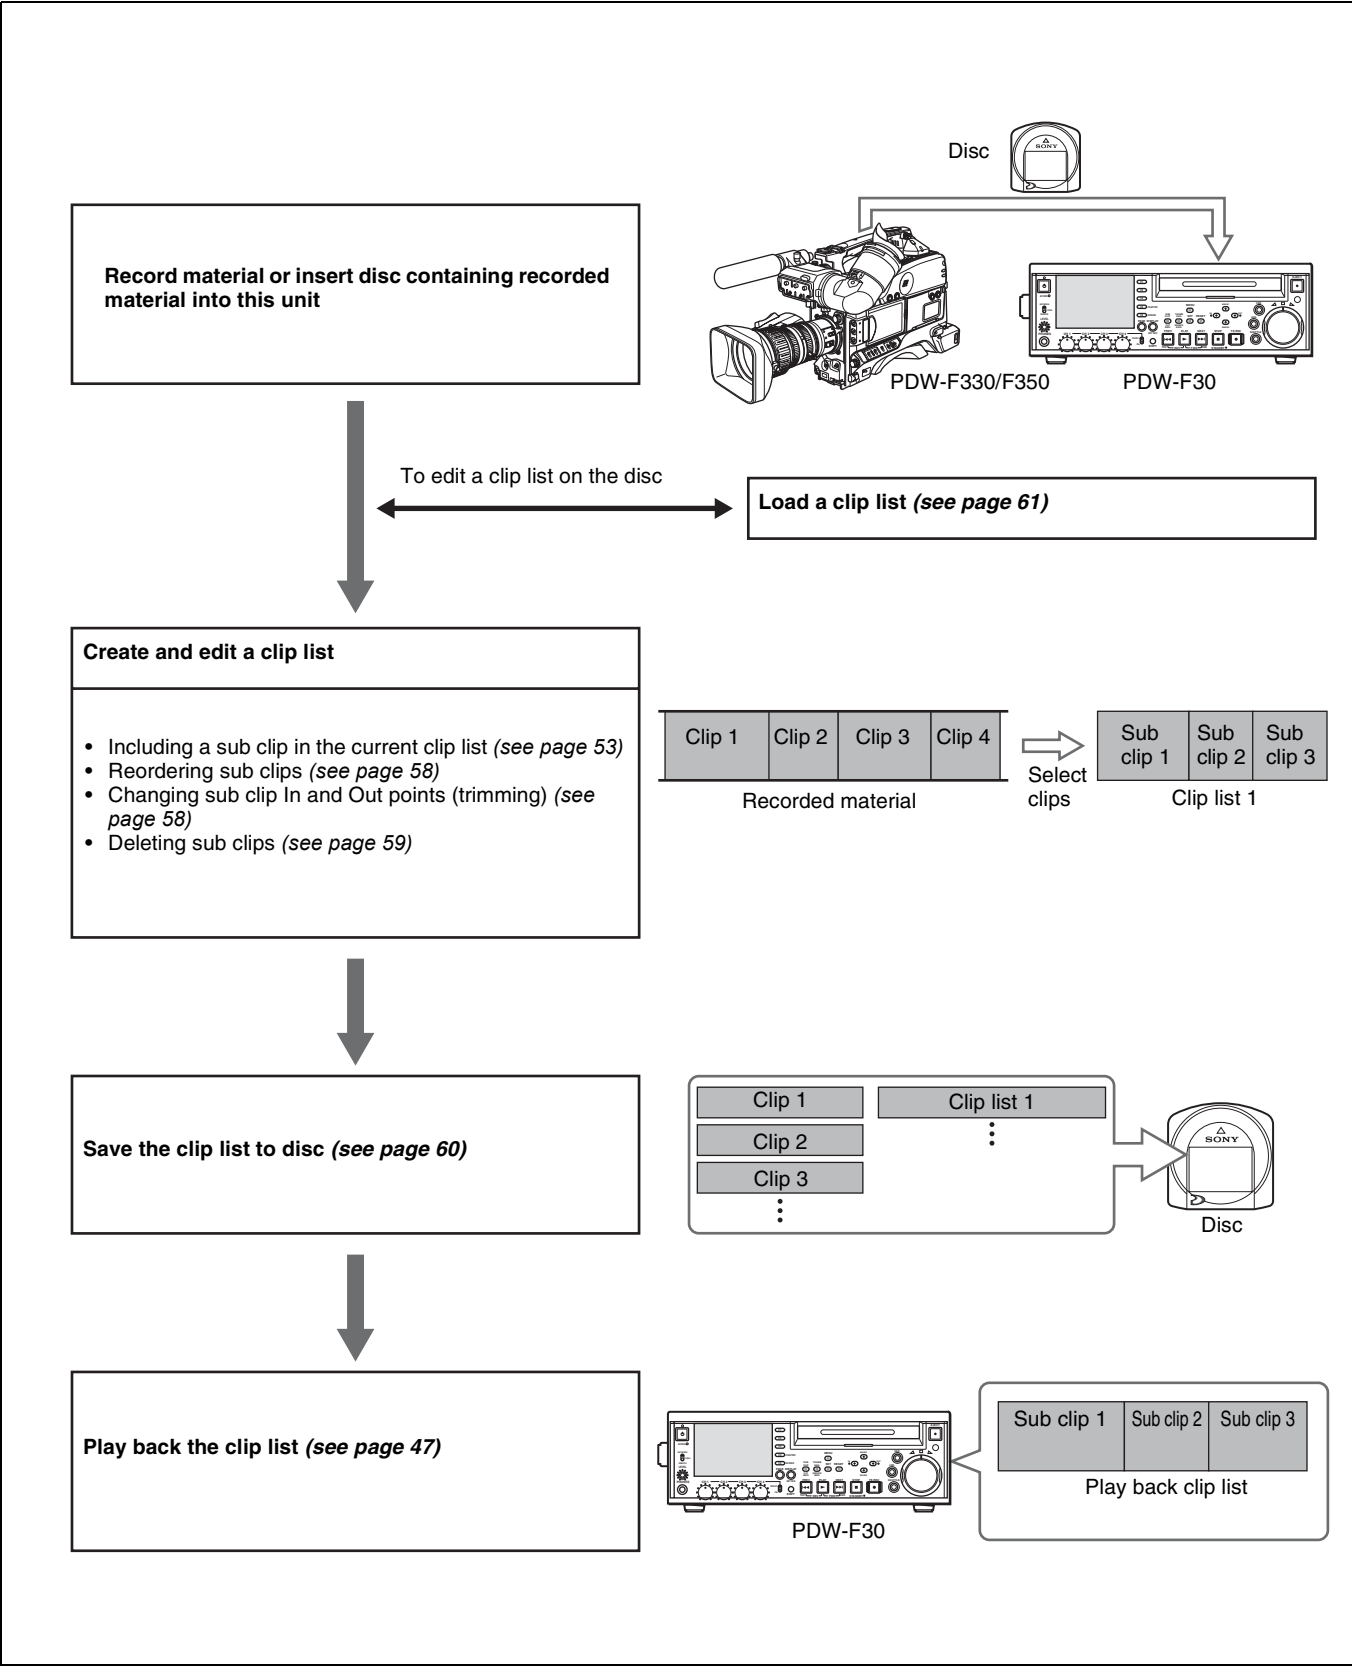 Disc
SONY
Record material or insert disc containing recorded
material into this unit
PDW-F330/F350
PDW-F30
To edit a clip list on the disc
Load a clip list (see page 61)
Create and edit a clip list
• Including a sub clip in the current clip list (see page 53)
• Reordering sub clips (see page 58)
• Changing sub clip In and Out points (trimming) (see
page 58)
• Deleting sub clips (see page 59)
Clip 1
Clip 2
Clip 3
Clip 4
Recorded material
Select
clips
Sub
clip 1
Sub
clip 2
Sub
clip 3
Clip list 1
Save the clip list to disc (see page 60)
Clip 1
Clip 2
Clip 3
Clip list 1
SONY
Disc
Play back the clip list (see page 47)
PDW-F30
Sub clip 1
Sub clip 2
Sub clip 3
Play back clip list